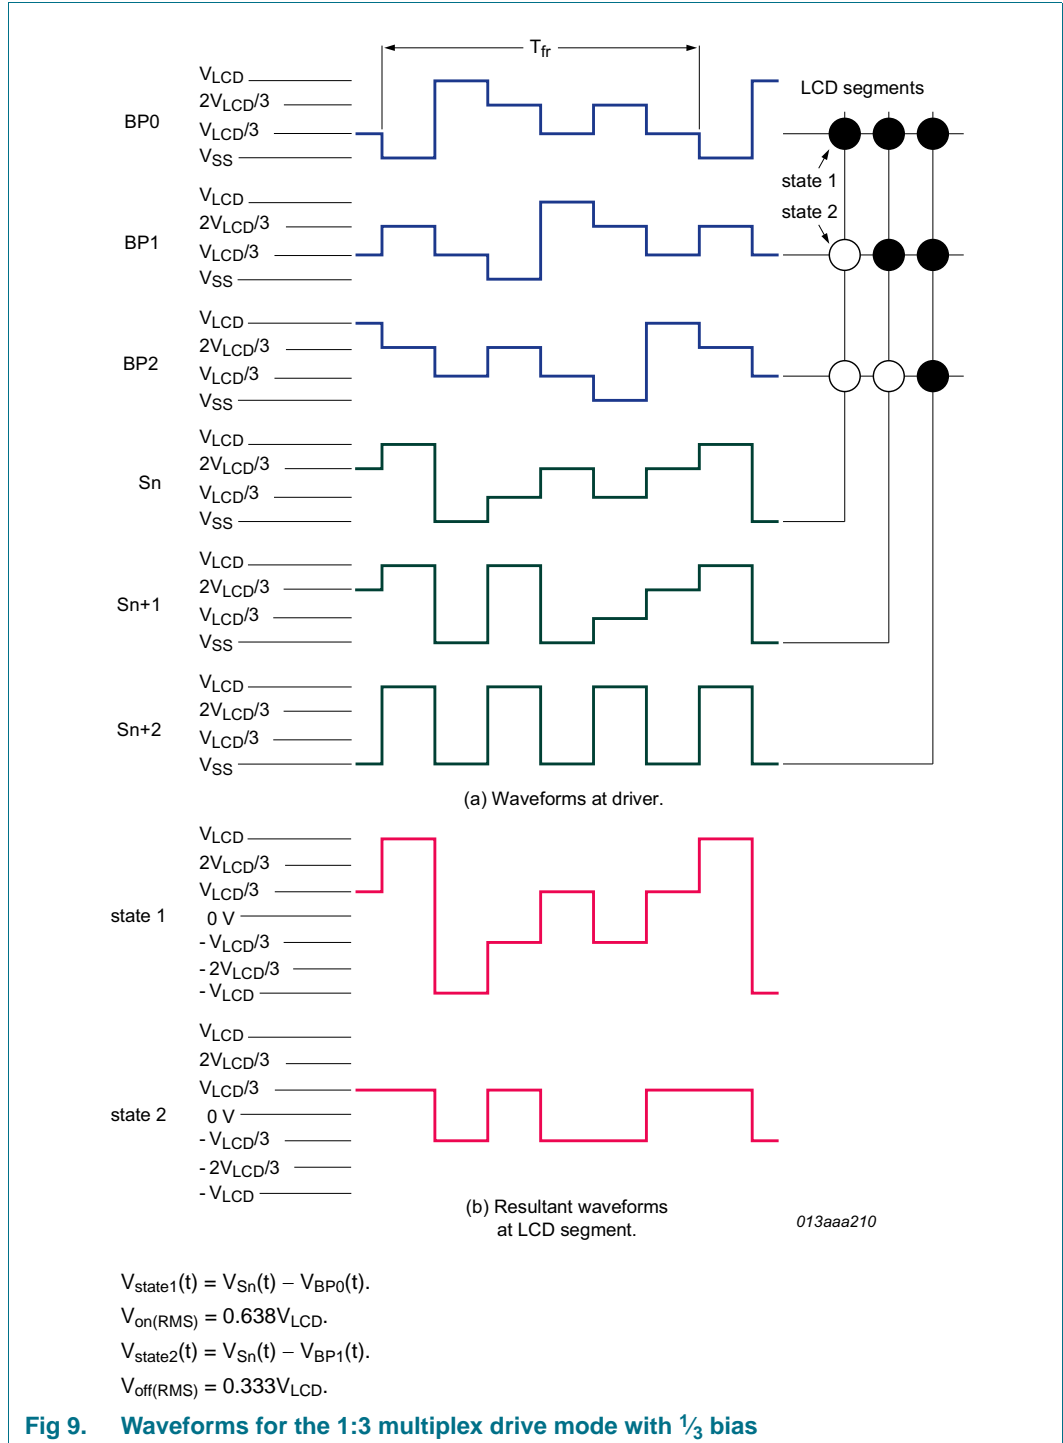 Tfr
VLCD
2VLCD/3
BP0
VLCD/3
VSS
LCD segments
state 1
state 2
VLCD
2VLCD/3
BP1
VLCD/3
VSS
VLCD
2VLCD/3
BP2
VLCD/3
VSS
VLCD
2VLCD/3
Sn
VLCD/3
VSS
VLCD
2VLCD/3
Sn+1
VLCD/3
VSS
VLCD
2VLCD/3
Sn+2
VLCD/3
VSS
(a) Waveforms at driver.
VLCD
2VLCD/3
VLCD/3
state 1
0 V
- VLCD/3
- 2VLCD/3
- VLCD
VLCD
2VLCD/3
VLCD/3
state 2
0 V
- VLCD/3
- 2VLCD/3
- VLCD
(b) Resultant waveforms
at LCD segment.
013aaa210
Vstate1(t) = VSn(t) − VBP0(t).
Von(RMS) = 0.638VLCD.
Vstate2(t) = VSn(t) − VBP1(t).
Voff(RMS) = 0.333VLCD.
Fig 9. Waveforms for the 1:3 multiplex drive mode with 1⁄3 bias